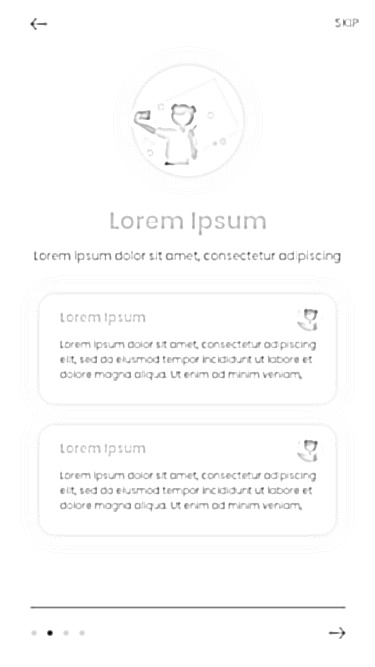 SKIP
Lorem Ipsum
Lorem ipsum dolor sit amet, consectetur adipiscing
Lorem Ipsum
Lorem ipsum dolor sit amet, consectetur adipiscing
elit, sed do eiusmod tempor incididunt ut labore et
dolore magna aliqua. Ut enim ad minim veniam,
Lorem Ipsum
Lorem ipsum dolor sit amet, consectetur adipiscing
elit, sed do eiusmod tempor incididunt ut labore et
dolore magna aliqua. Ut enim ad minim veniam,